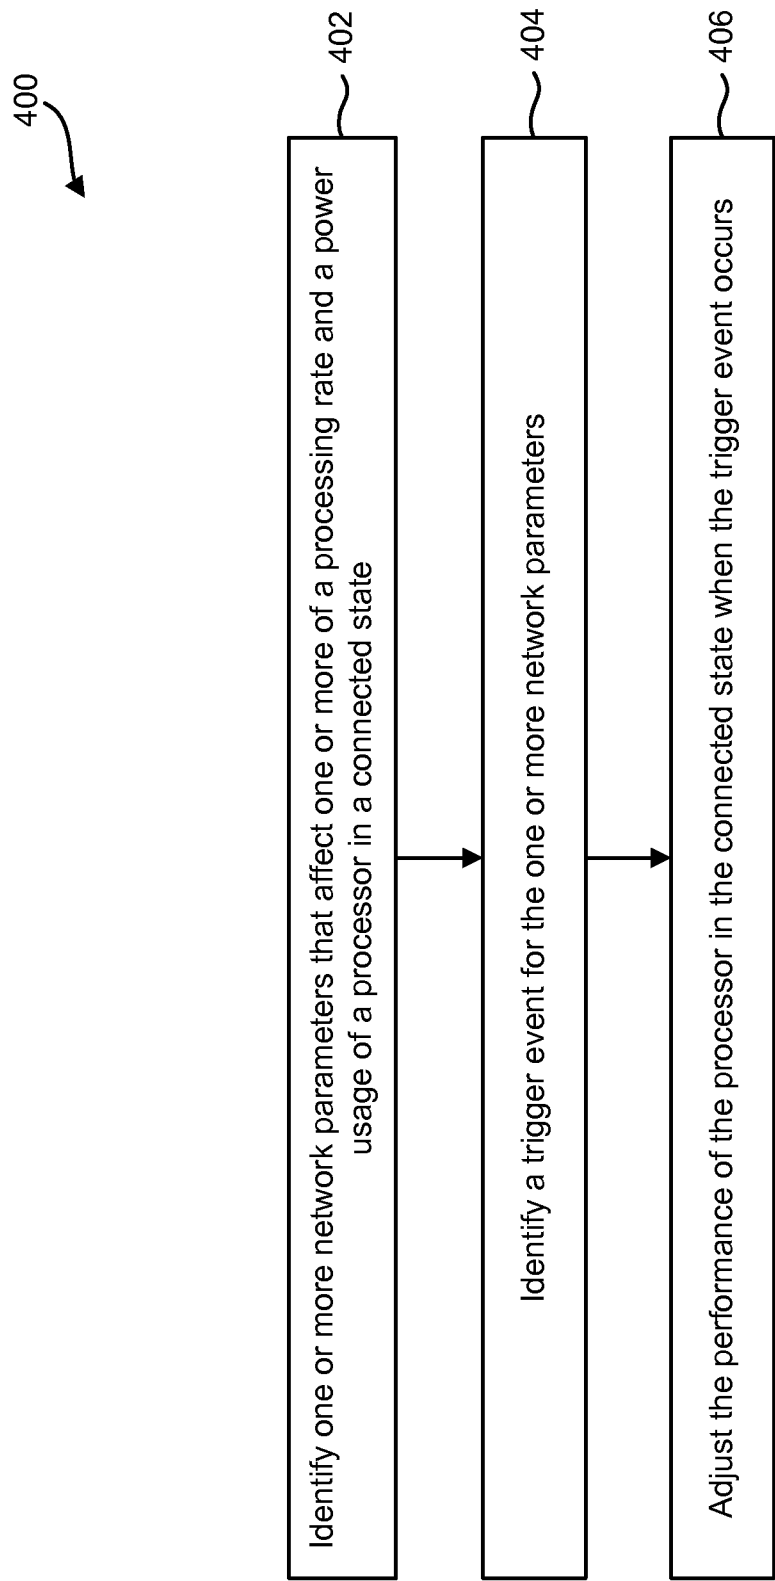 400
Identify one or more network parameters that affect one or more of a processing rate and a power
usage of a processor in a connected state
402
Identify a trigger event for the one or more network parameters
404
Adjust the performance of the processor in the connected state when the trigger event occurs
406